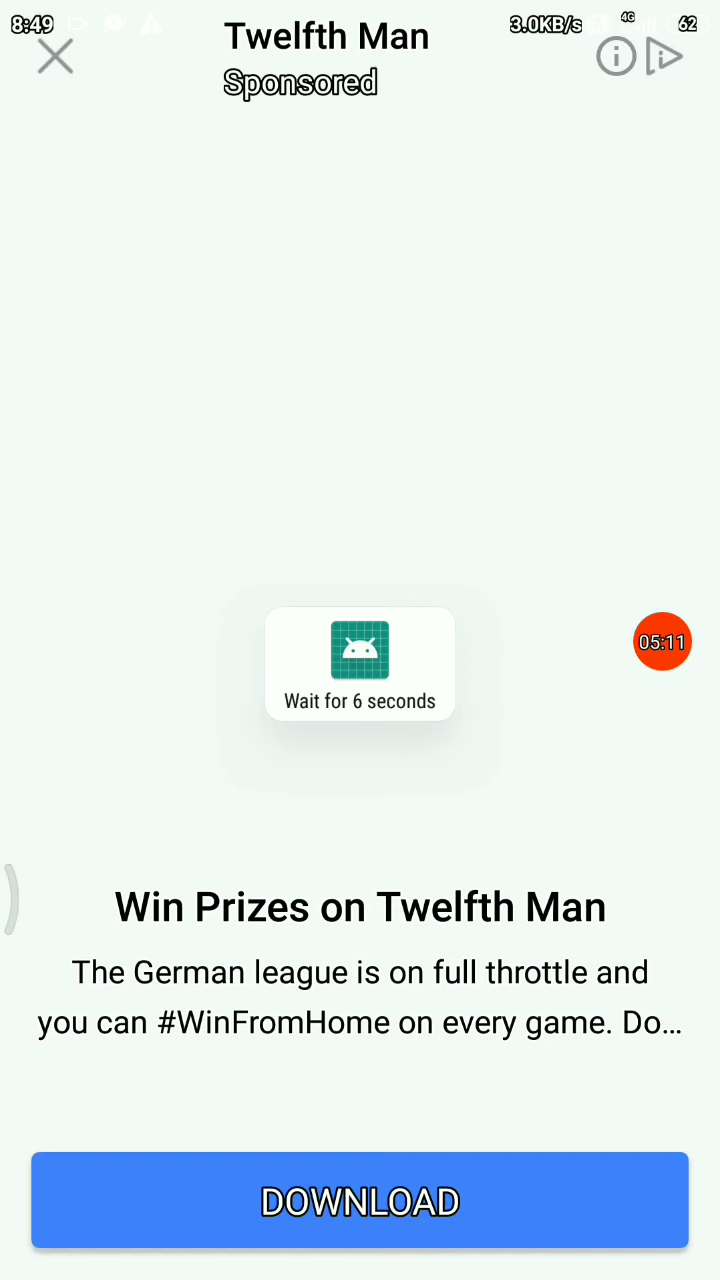 8:49
3.0KB/s 4G 62
Twelfth Man
Sponsored
05:11
Wait for 6 seconds
Win Prizes on Twelfth Man
The German league is on full throttle and
you can #WinFromHome on every game. Do...
DOWNLOAD